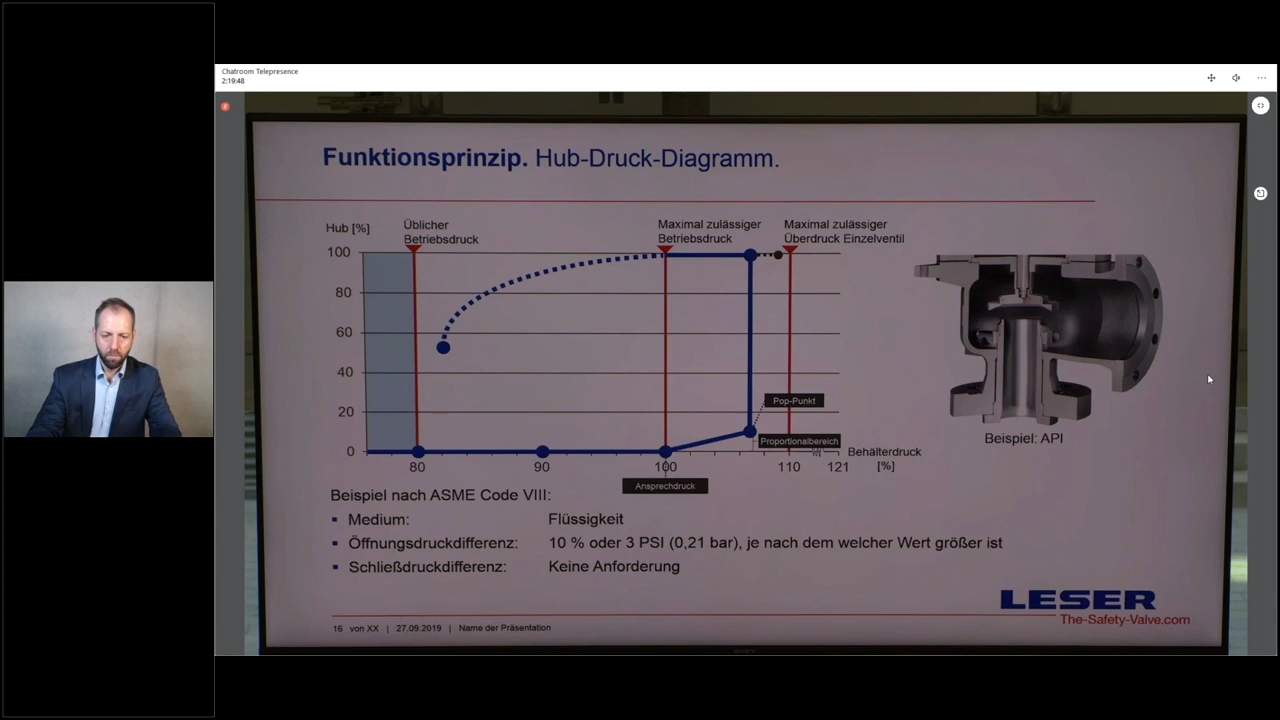 Chatroom Telepresence
2:19:48
Funktionsprinzip. Hub-Druck-Diagramm.
Hub [%]
Üblicher
Betriebsdruck
Maximal zulässiger
Betriebsdruck
Maximal zulässiger
Überdruck Einzelventil
100
80
60
40
20
0
Pop-Punkt
Proportionalbereich
Behälterdruck
[%]
80
90
100
110
121
Ansprechdruck
Beispiel: API
Beispiel nach ASME Code VIII:
Medium: Flüssigkeit
Öffnungsdruckdifferenz: 10 % oder 3 PSI (0,21 bar), je nach dem welcher Wert größer ist
Schließdruckdifferenz: Keine Anforderung
LESER
The-Safety-Valve.com
16 von XX | 27.09.2019 | Name der Präsentation
SONY